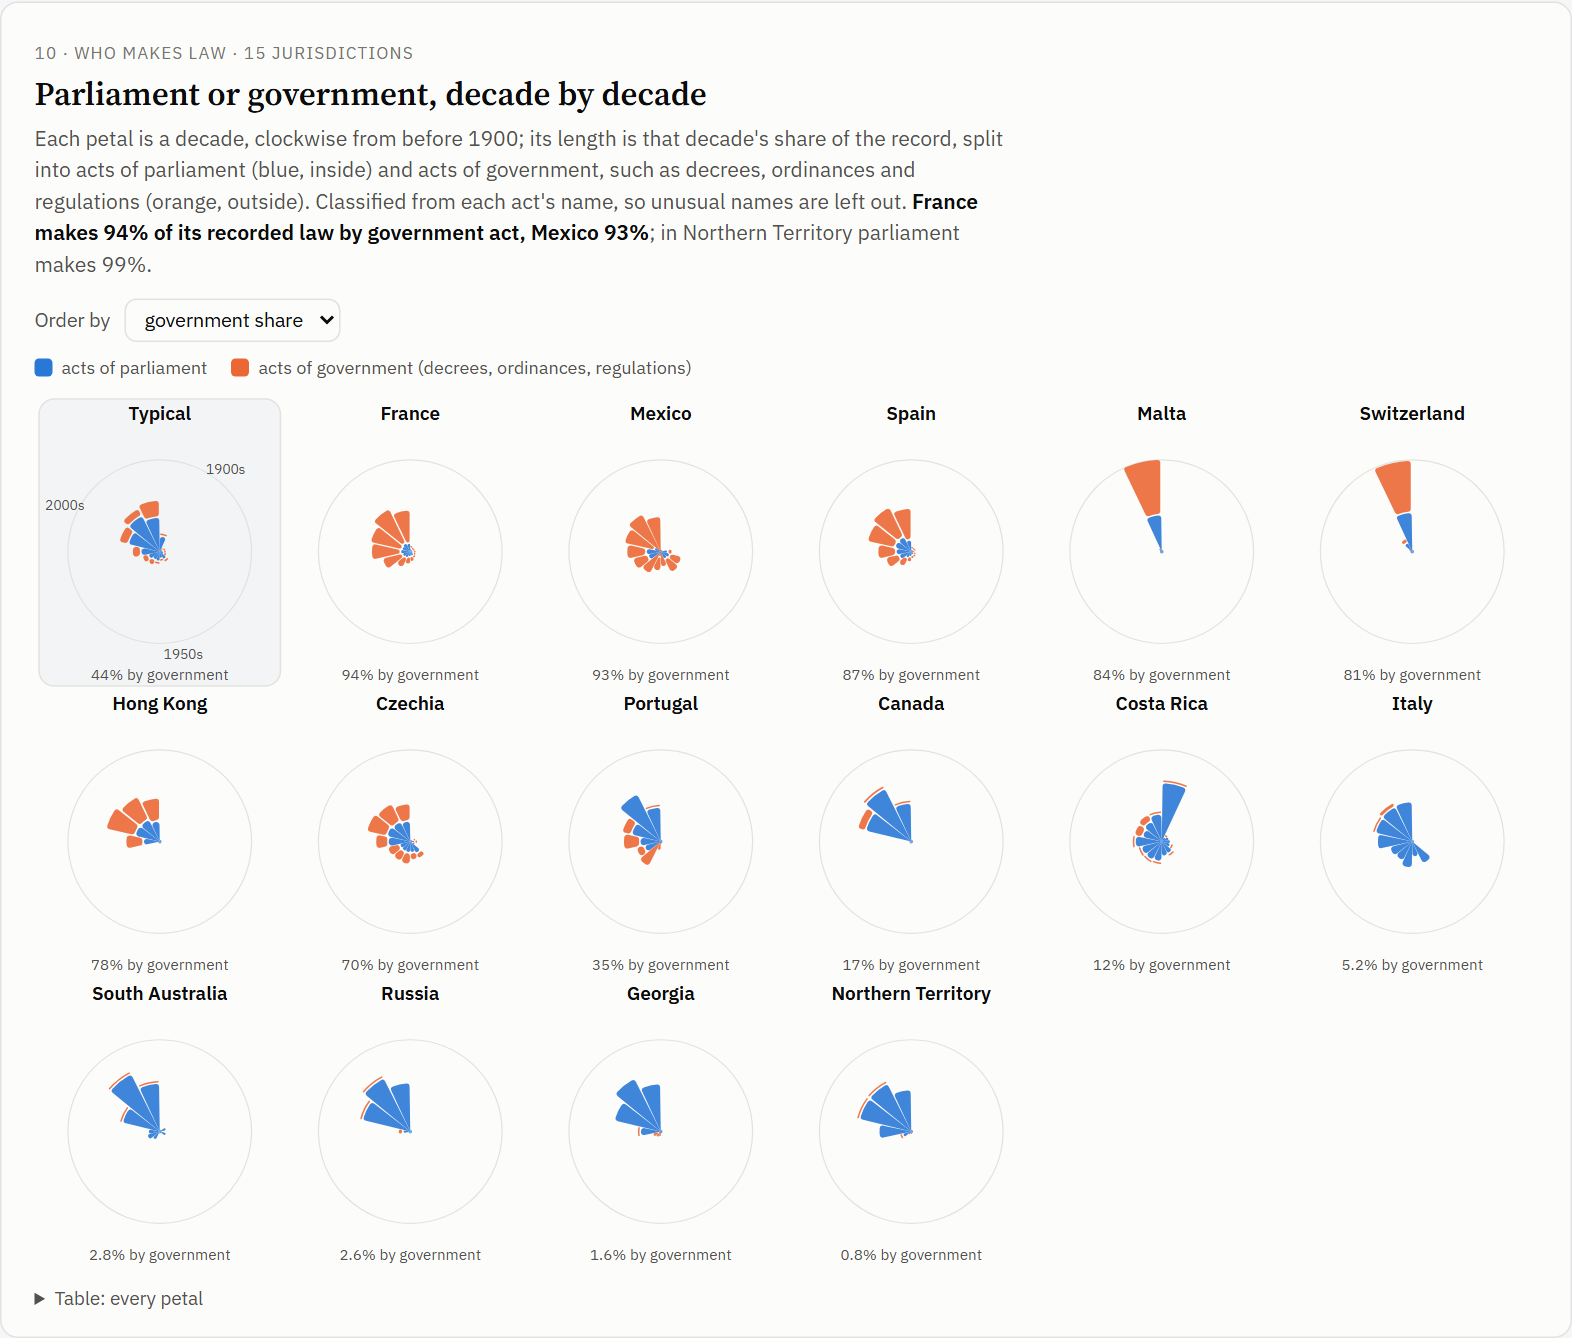 10 · WHO MAKES LAW · 15 JURISDICTIONS
Parliament or government, decade by decade
Each petal is a decade, clockwise from before 1900; its length is that decade's share of the record, split
into acts of parliament (blue, inside) and acts of government, such as decrees, ordinances and
regulations (orange, outside). Classified from each act's name, so unusual names are left out. France
makes 94% of its recorded law by government act, Mexico 93%; in Northern Territory parliament
makes 99%.
Order by government share
acts of parliament acts of government (decrees, ordinances, regulations)
Typical France Mexico Spain Malta Switzerland
1900s
2000s
1950s
44% by government 94% by government 93% by government 87% by government 84% by government 81% by government
Hong Kong Czechia Portugal Canada Costa Rica Italy
78% by government 70% by government 35% by government 17% by government 12% by government 5.2% by government
South Australia Russia Georgia Northern Territory
2.8% by government 2.6% by government 1.6% by government 0.8% by government
Table: every petal